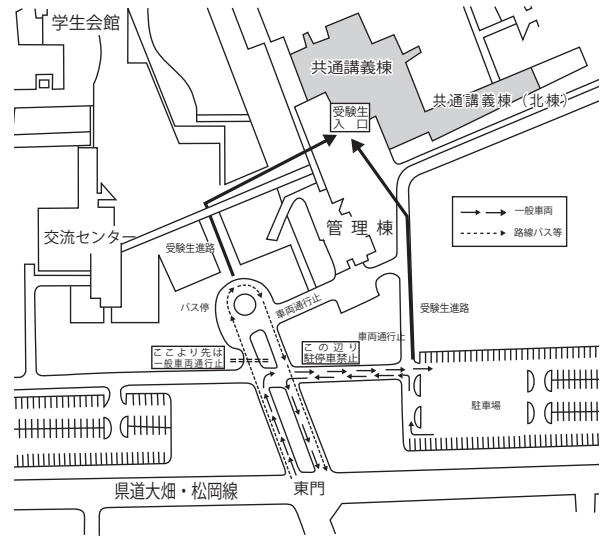 学生会館
共通講義棟
共通講義棟（北棟）
受験生
入　口
一般車両
路線バス等
管 理 棟
交流センター
受験生進路
バス停
車両通行止
受験生進路
車両通行止
ここより先は
一般車両通行止
こ の 辺 り
駐停車禁止
駐車場
県道大畑・松岡線
東門